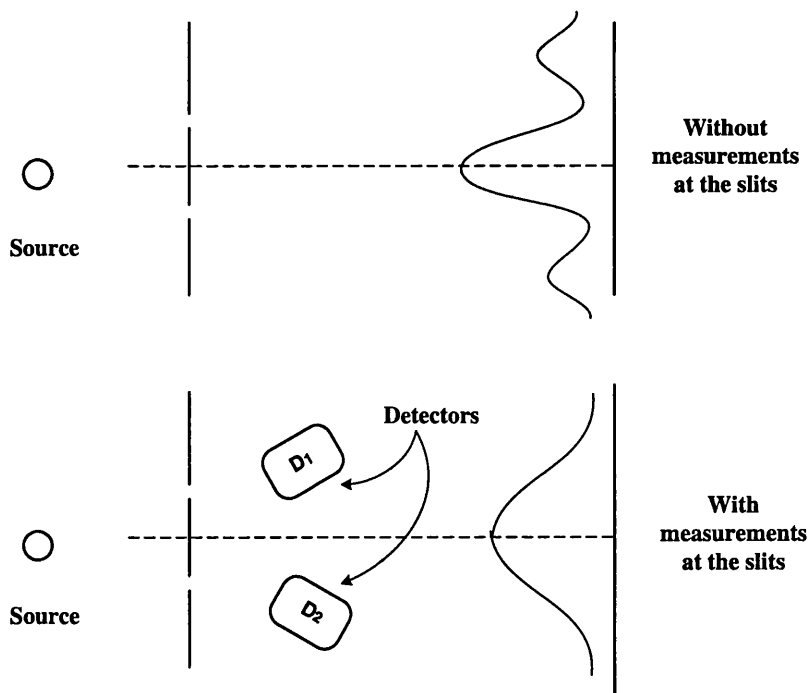 Without
measurements
at the slits
Source
Detectors
D1
With
measurements
at the slits
D2
Source